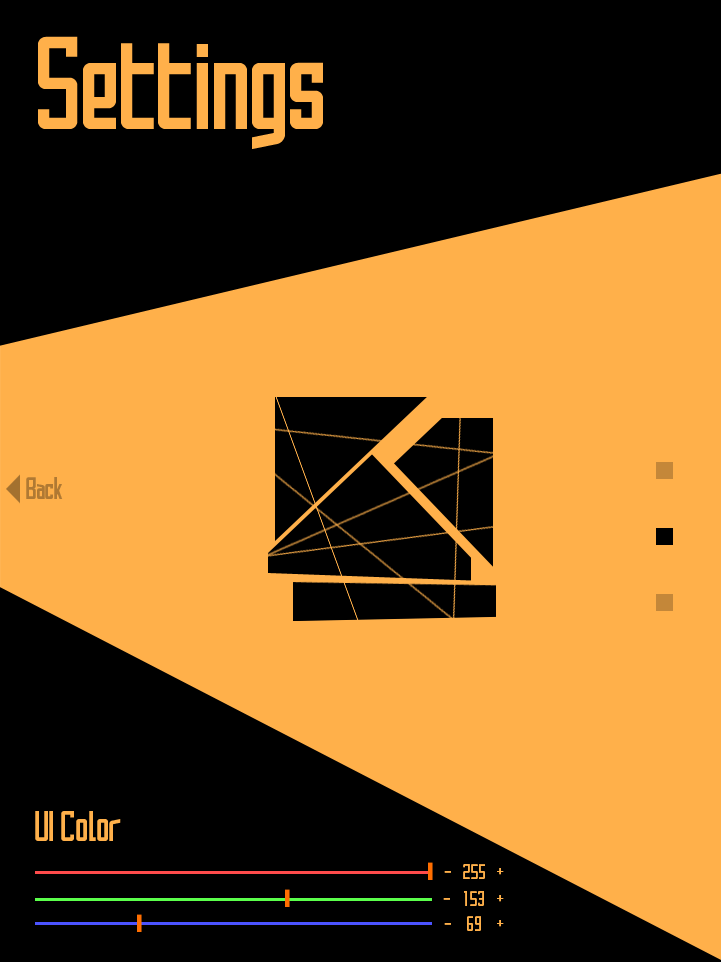 Settings
Back
UI Color
- 255 +
- 153 +
- 69 +